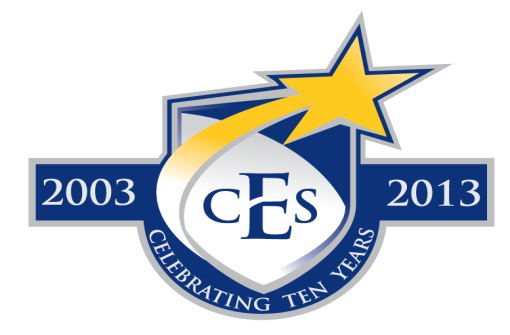 2003
CES
2013
CELEBRATING TEN YEARS